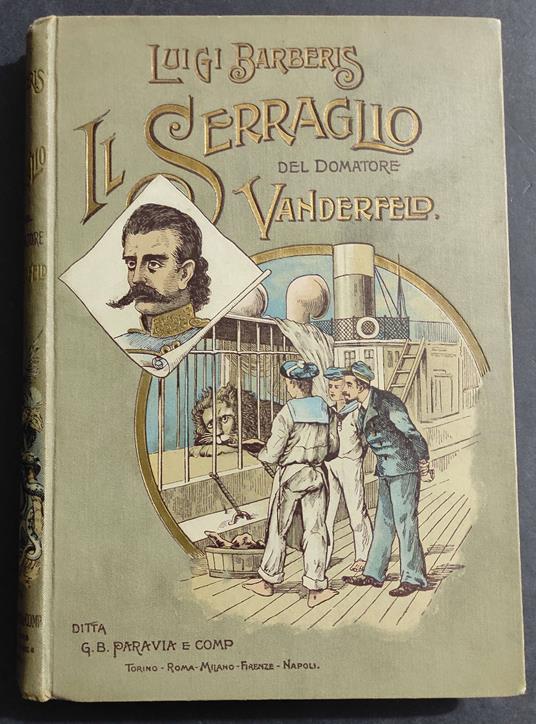 LUIGI BARBERIS
IL SERRAGLIO
DEL DOMATORE
VANDERFELD.
DITTA
G. B. PARAVIA E COMP
TORINO - ROMA - MILANO - FIRENZE - NAPOLI.